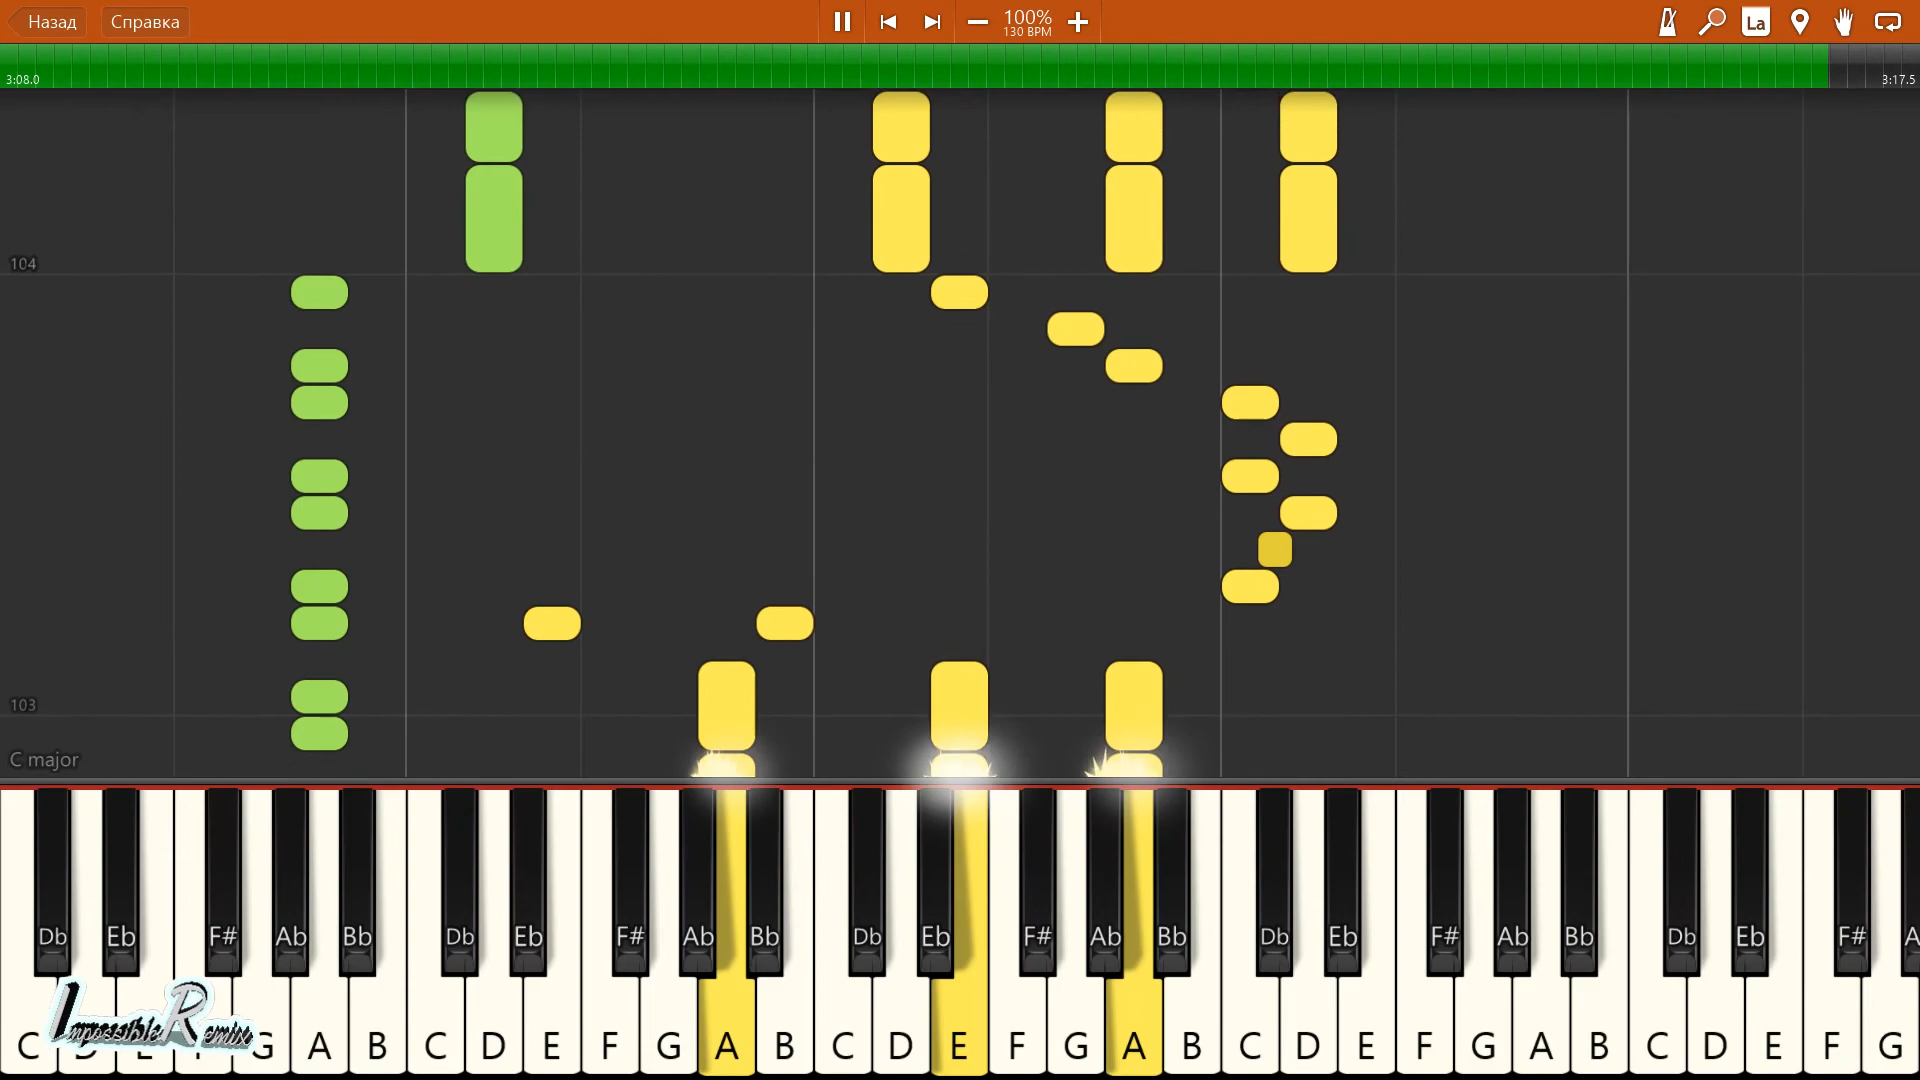 Назад Справка 100% La
130 BPM
3:08.0 3:17.5
104
103
C major
Db Eb F# Ab Bb Db Eb F# Ab Bb Db Eb F# Ab Bb Db Eb F# Ab Bb Db Eb F# A
C D E F G A B C D E F G A B C D E F G A B C D E F G A B C D E F G
ImpossibleRemix